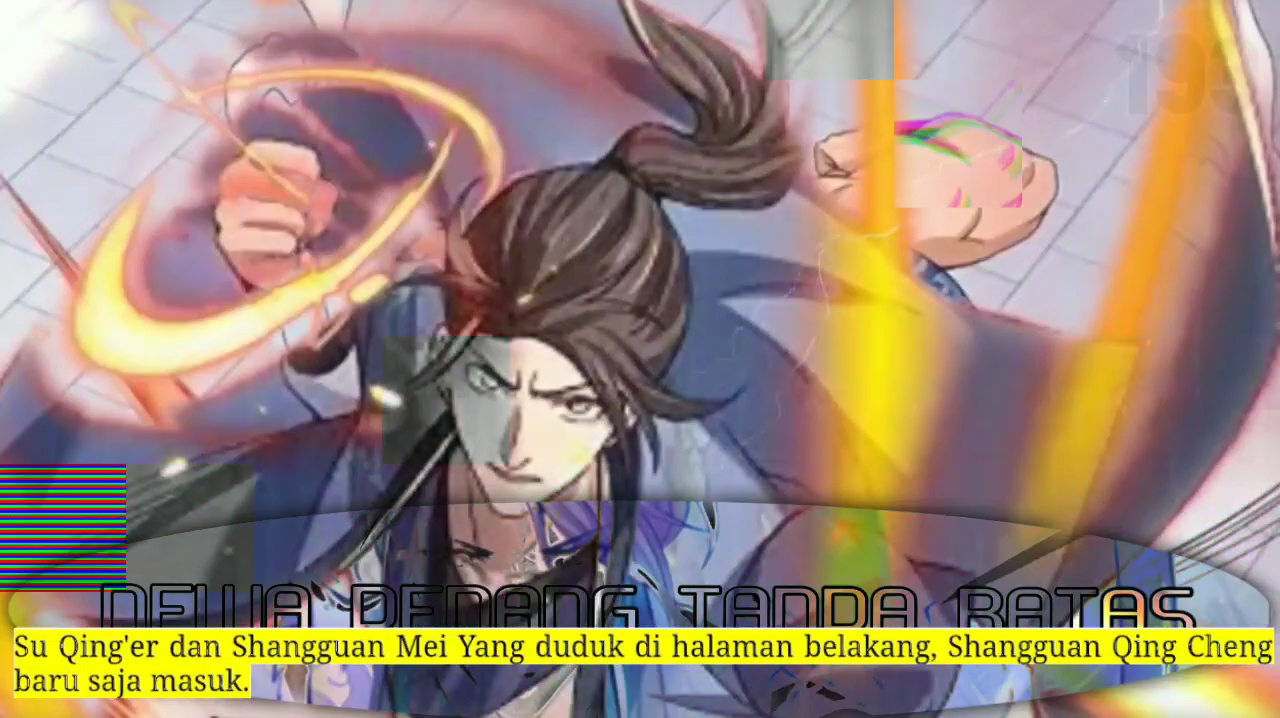 DEWA PEDANG TANPA BATAS
Su Qing'er dan Shangguan Mei Yang duduk di halaman belakang, Shangguan Qing Cheng
baru saja masuk.